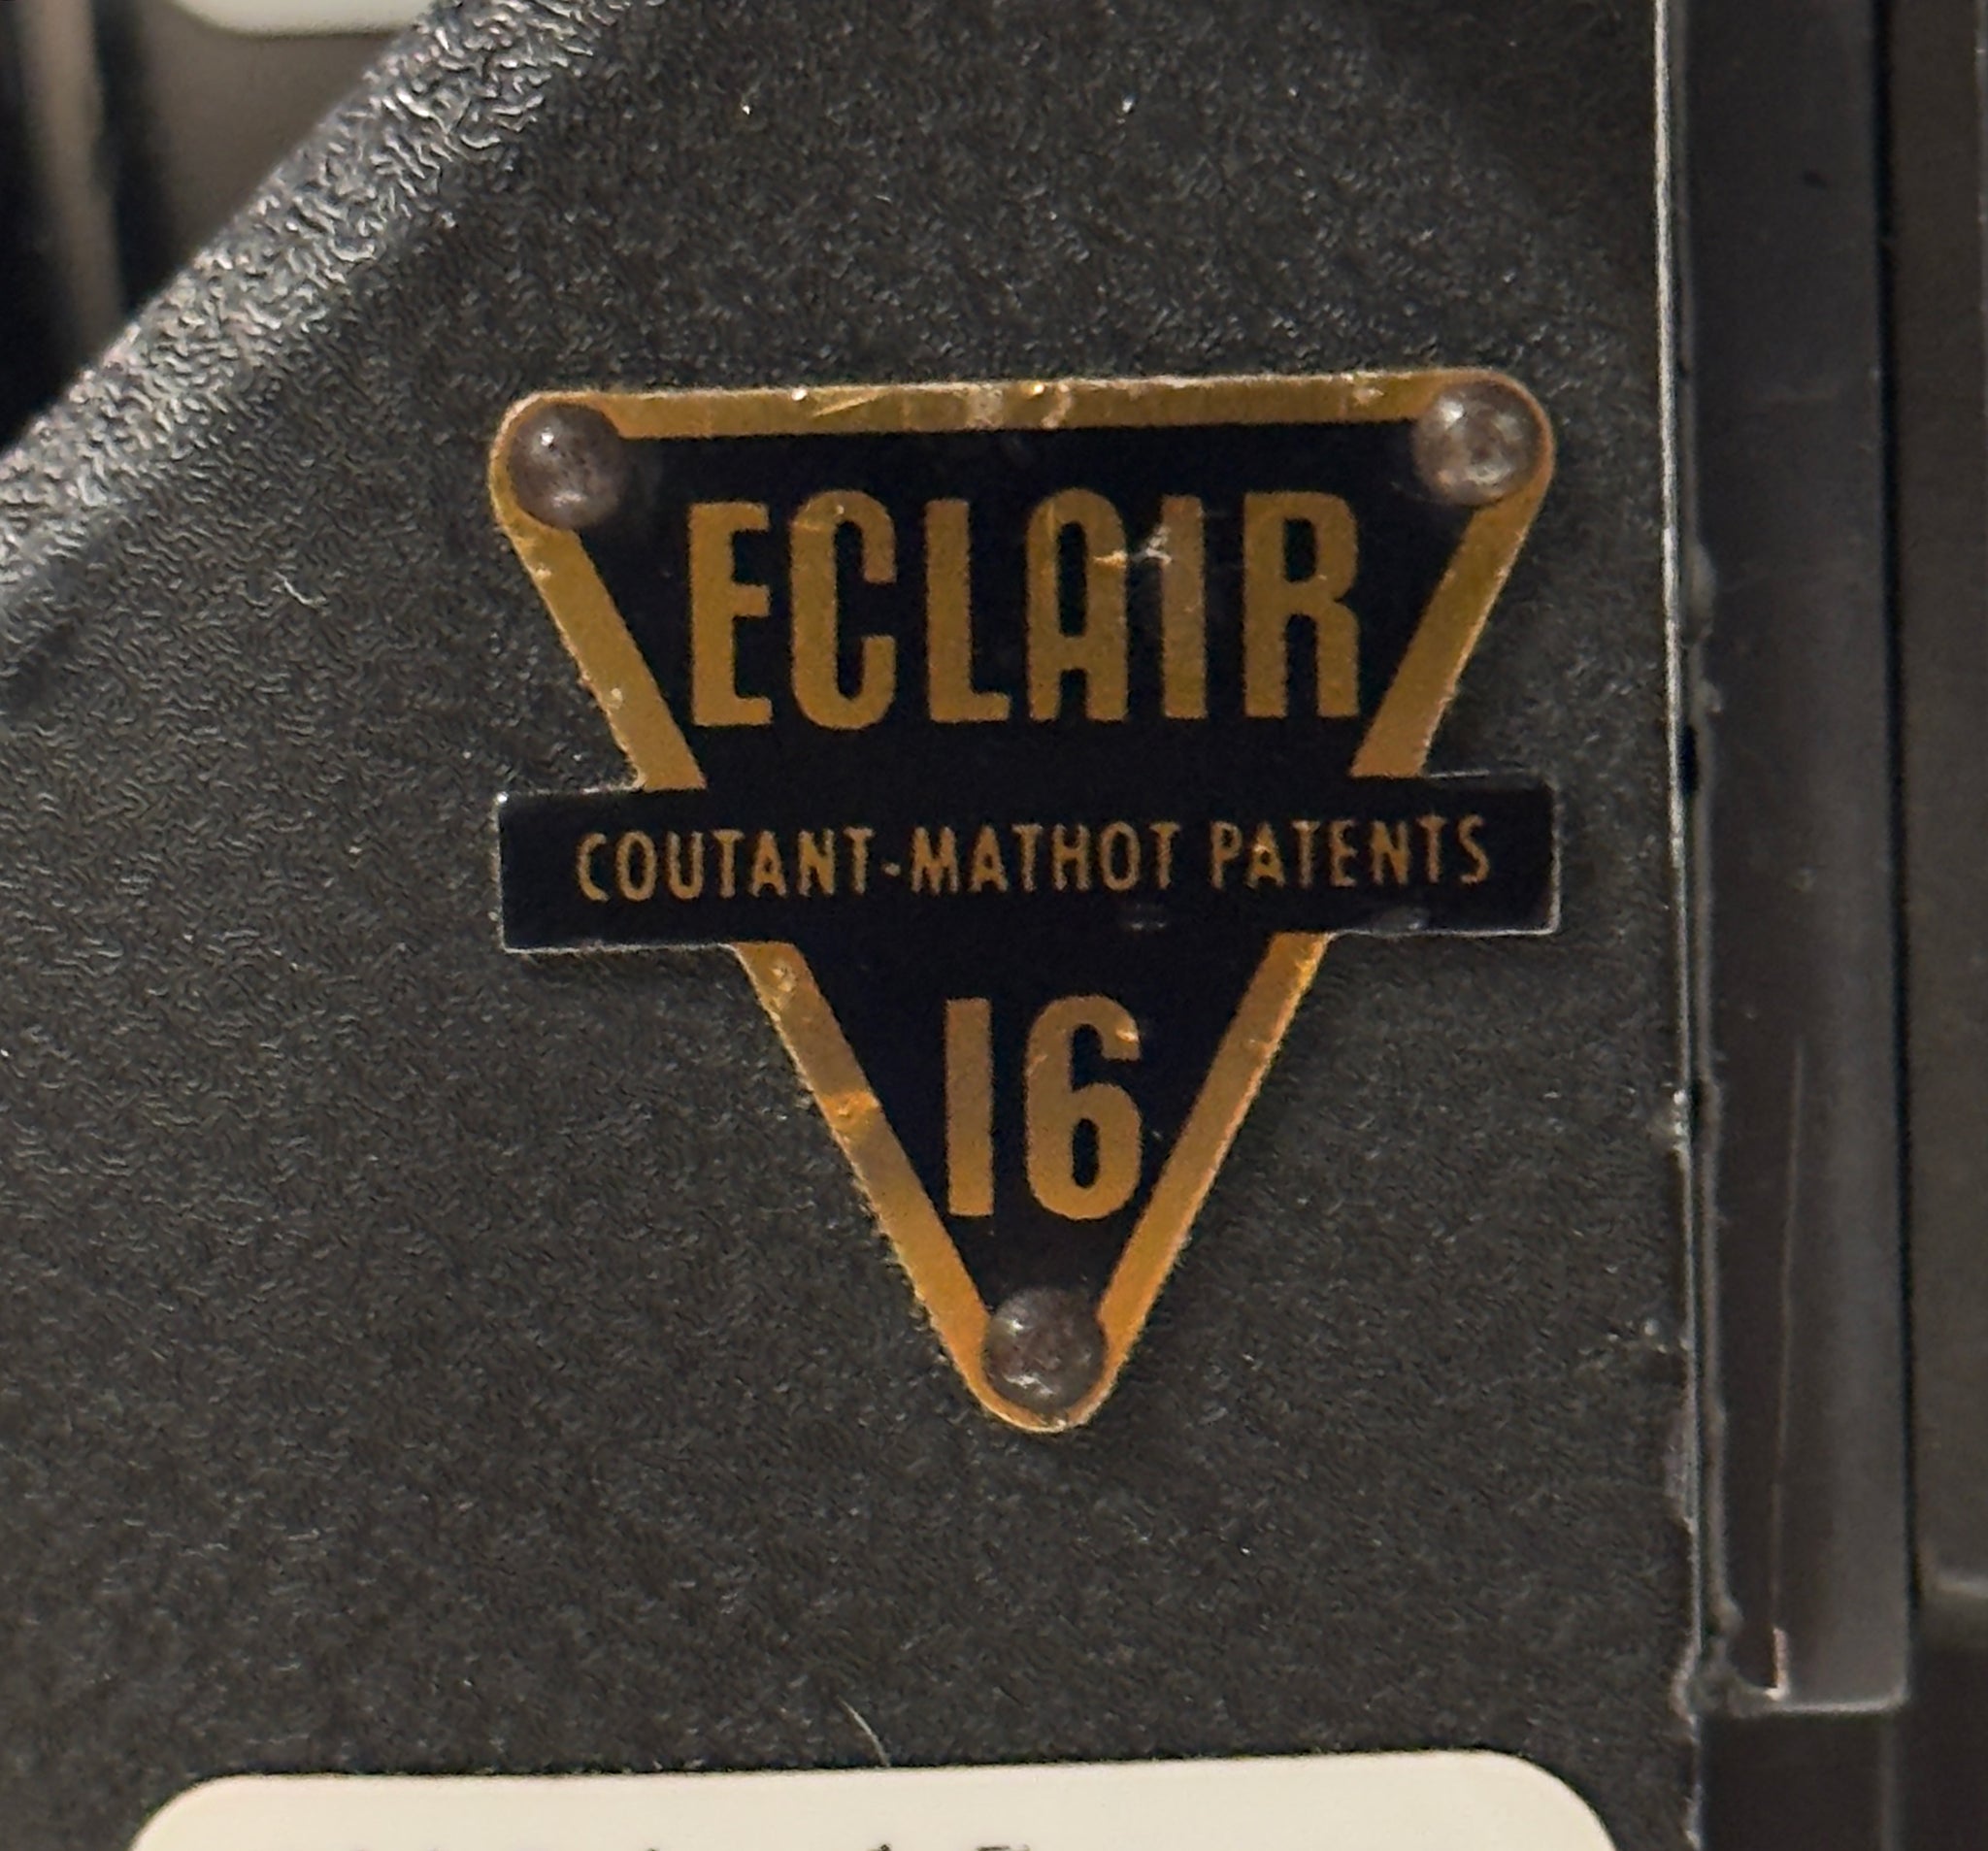 ECLAIR
COUTANT-MATHOT PATENTS
16